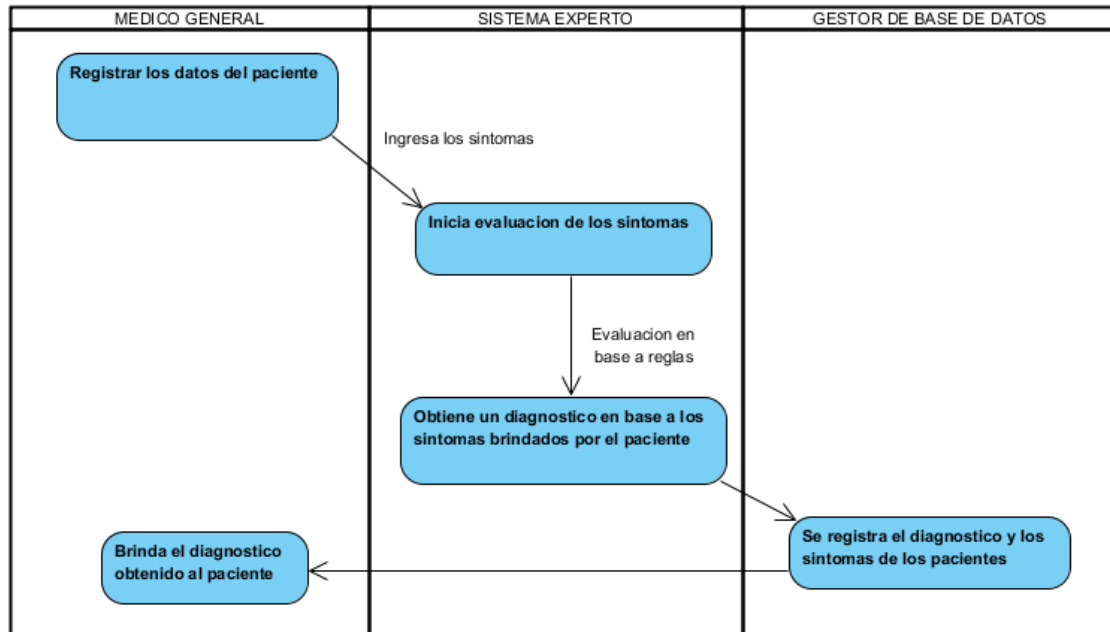 MEDICO GENERAL
SISTEMA EXPERTO
GESTOR DE BASE DE DATOS
Registrar los datos del paciente
Ingresa los sintomas
Inicia evaluacion de los sintomas
Evaluacion en
base a reglas
Obtiene un diagnostico en base a los
sintomas brindados por el paciente
Se registra el diagnostico y los
sintomas de los pacientes
Brinda el diagnostico
obtenido al paciente